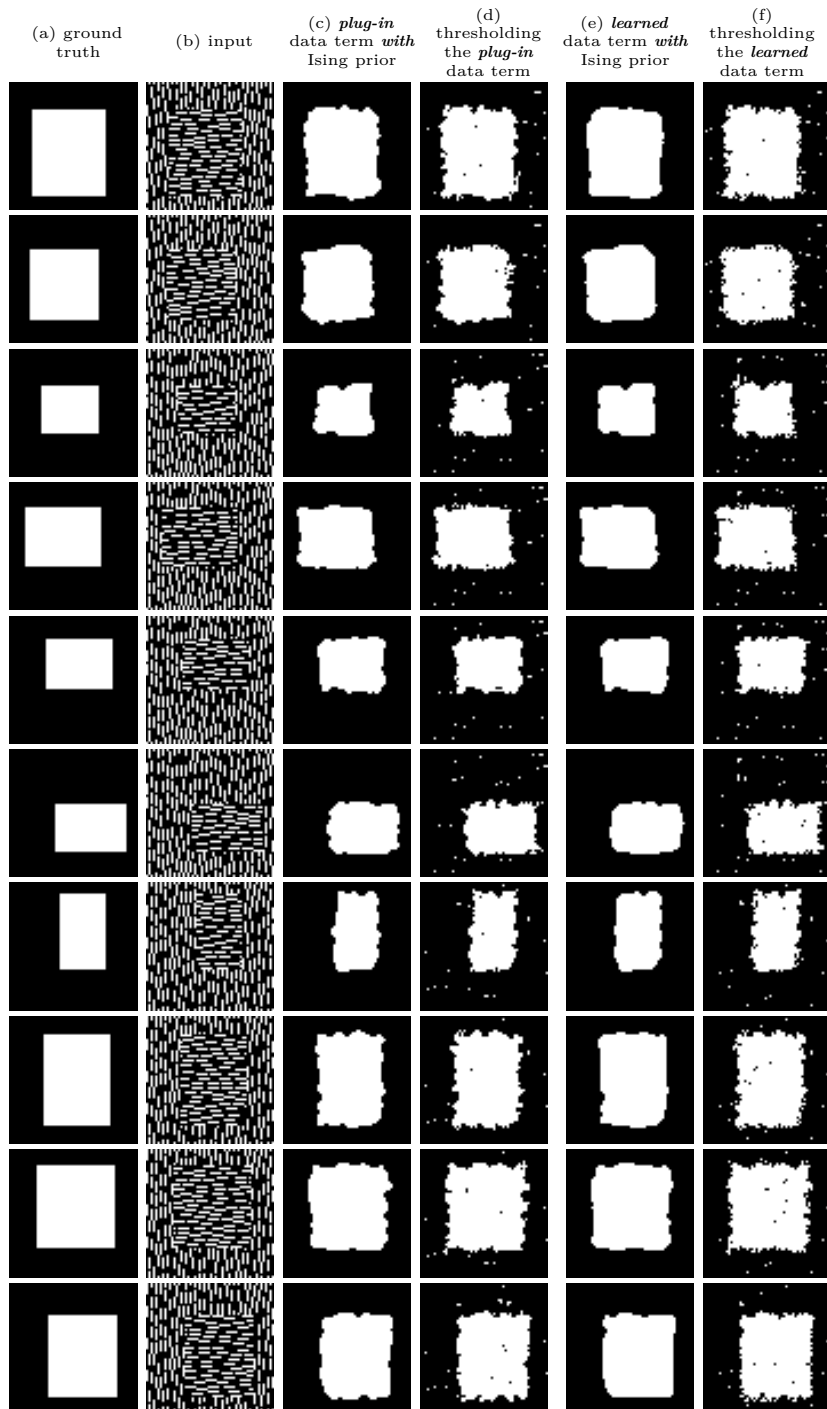 (a) ground
truth
(b) input
(c) plug-in
data term with
Ising prior
(d)
thresholding
the plug-in
data term
(e) learned
data term with
Ising prior
(f)
thresholding
the learned
data term